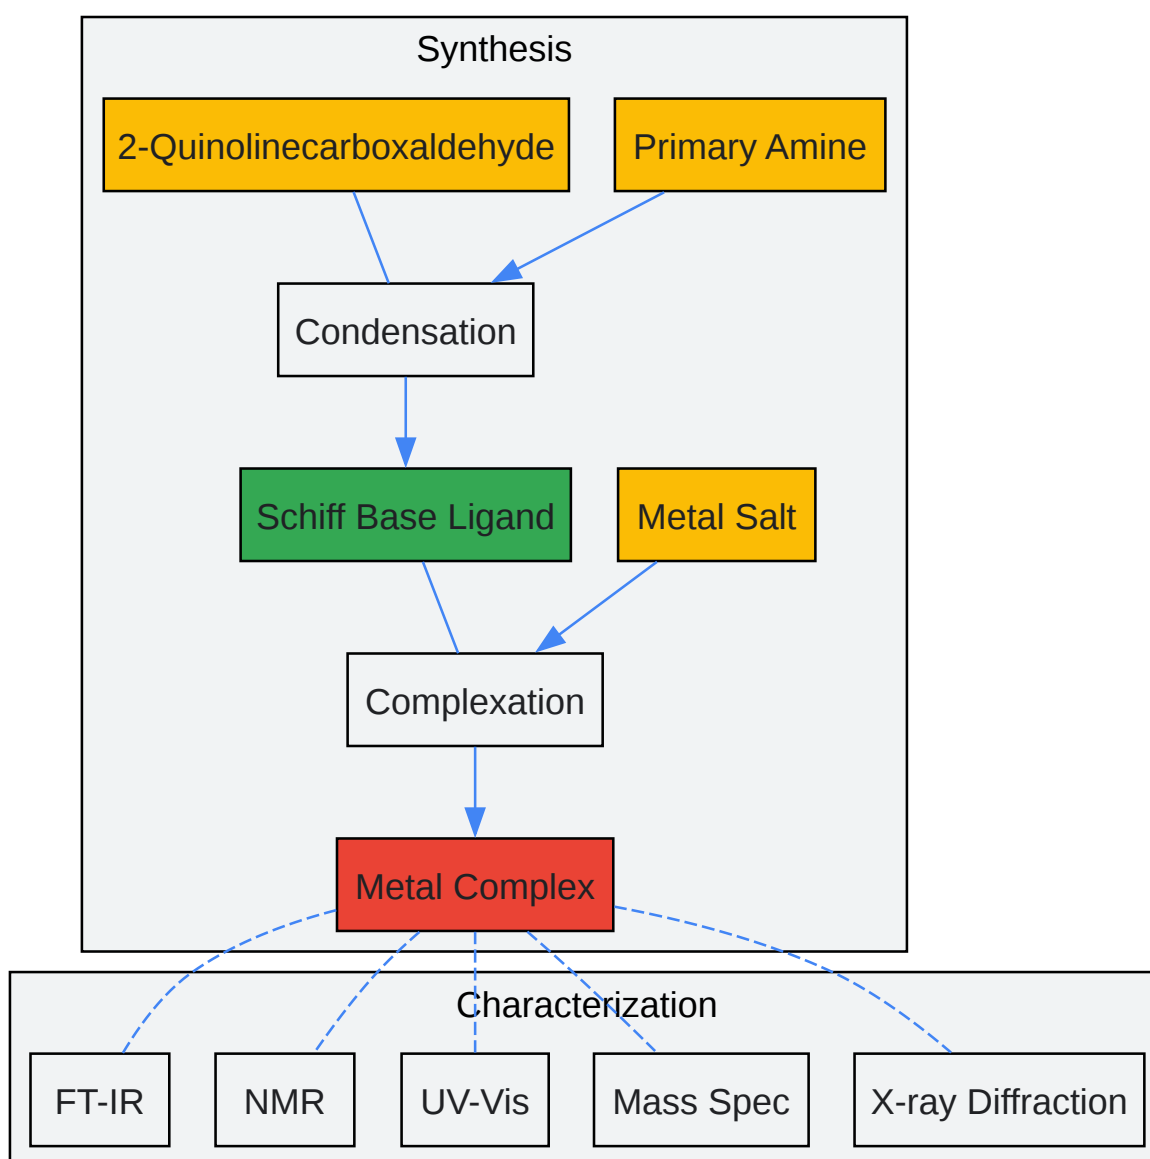 Synthesis
2-Quinolinecarboxaldehyde
Primary Amine
Condensation
Schiff Base Ligand
Metal Salt
Complexation
Metal Complex
Characterization
FT-IR
NMR
UV-Vis
Mass Spec
X-ray Diffraction